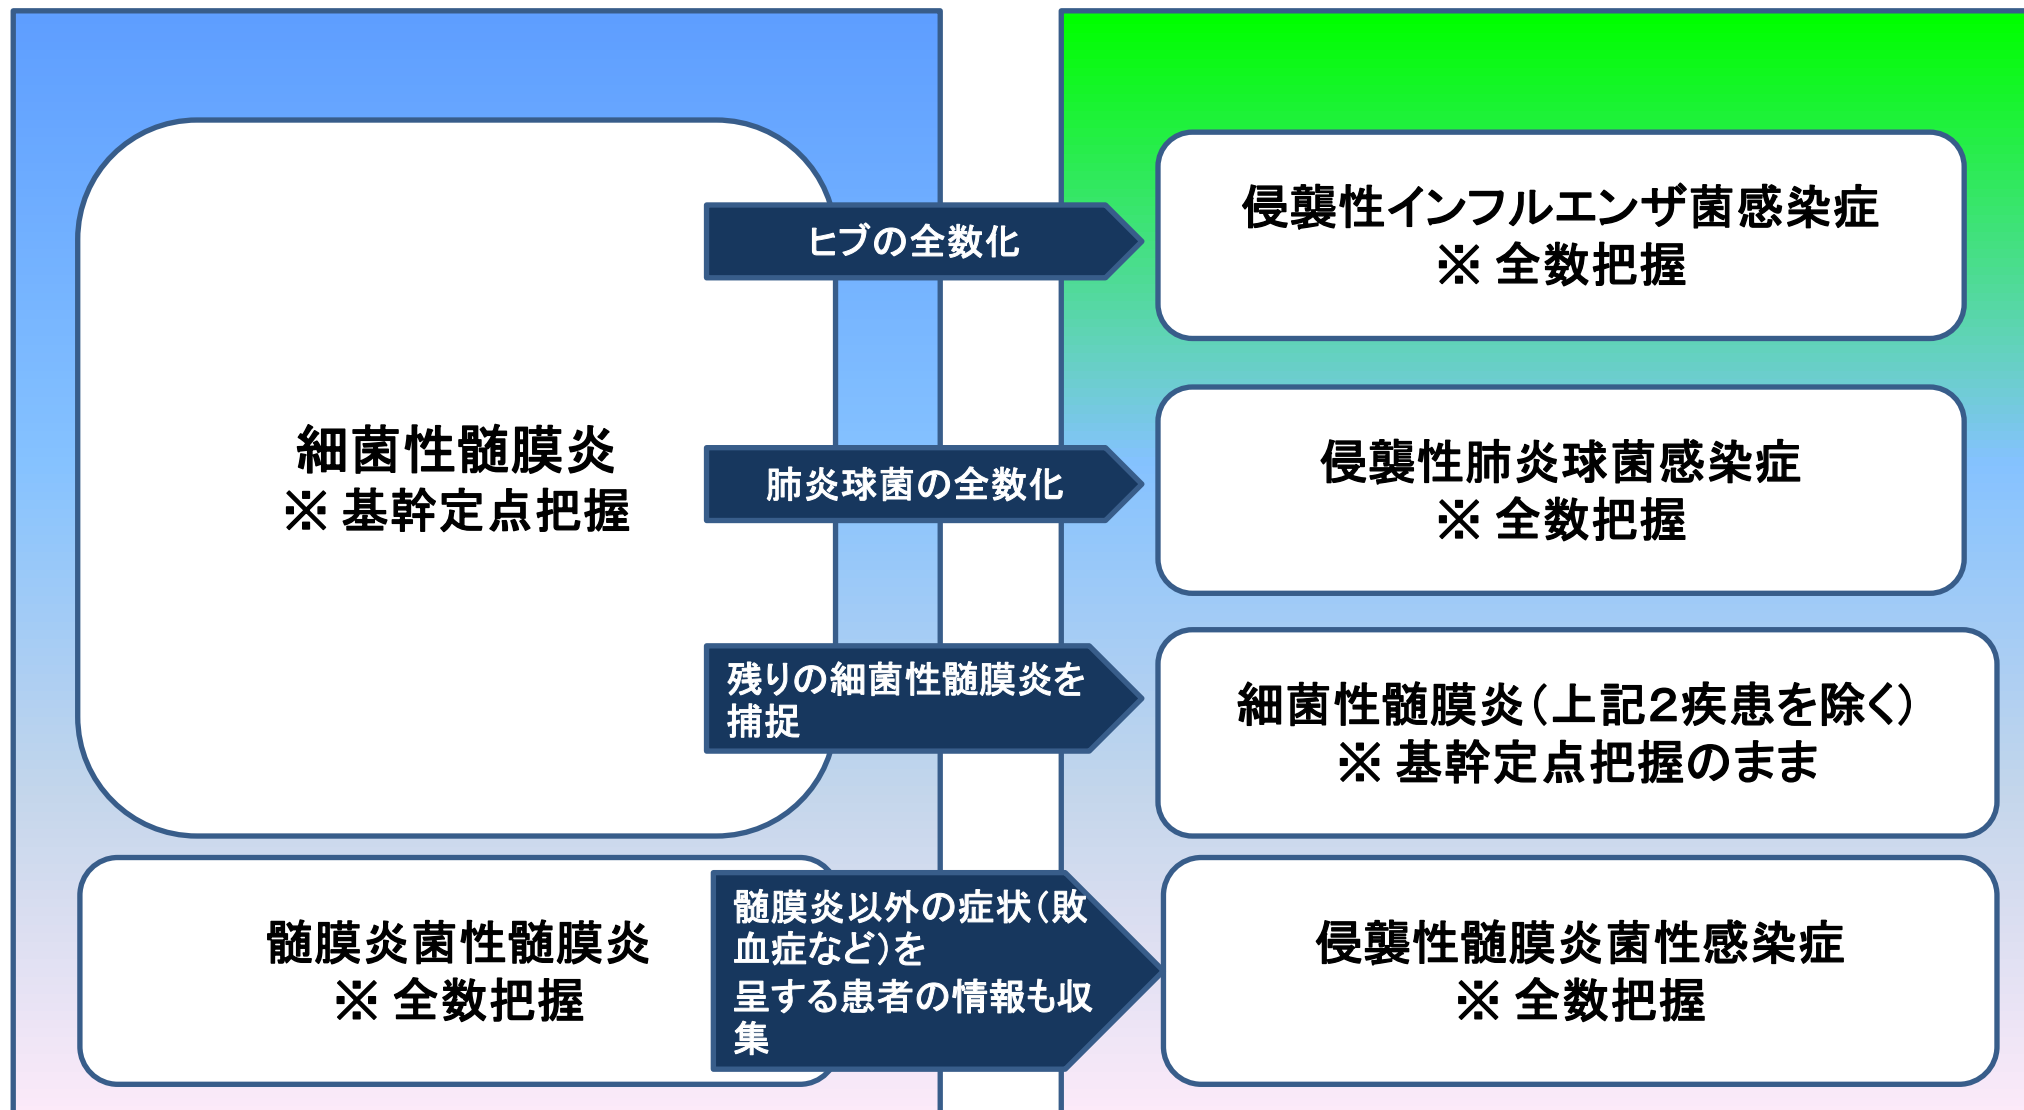 細菌性髄膜炎
※ 基幹定点把握
髄膜炎菌性髄膜炎
※ 全数把握
ヒブの全数化
肺炎球菌の全数化
残りの細菌性髄膜炎を
捕捉
髄膜炎以外の症状（敗
血症など）を
呈する患者の情報も収
集
侵襲性インフルエンザ菌感染症
※ 全数把握
侵襲性肺炎球菌感染症
※ 全数把握
細菌性髄膜炎（上記２疾患を除く）
※ 基幹定点把握のまま
侵襲性髄膜炎菌性感染症
※ 全数把握